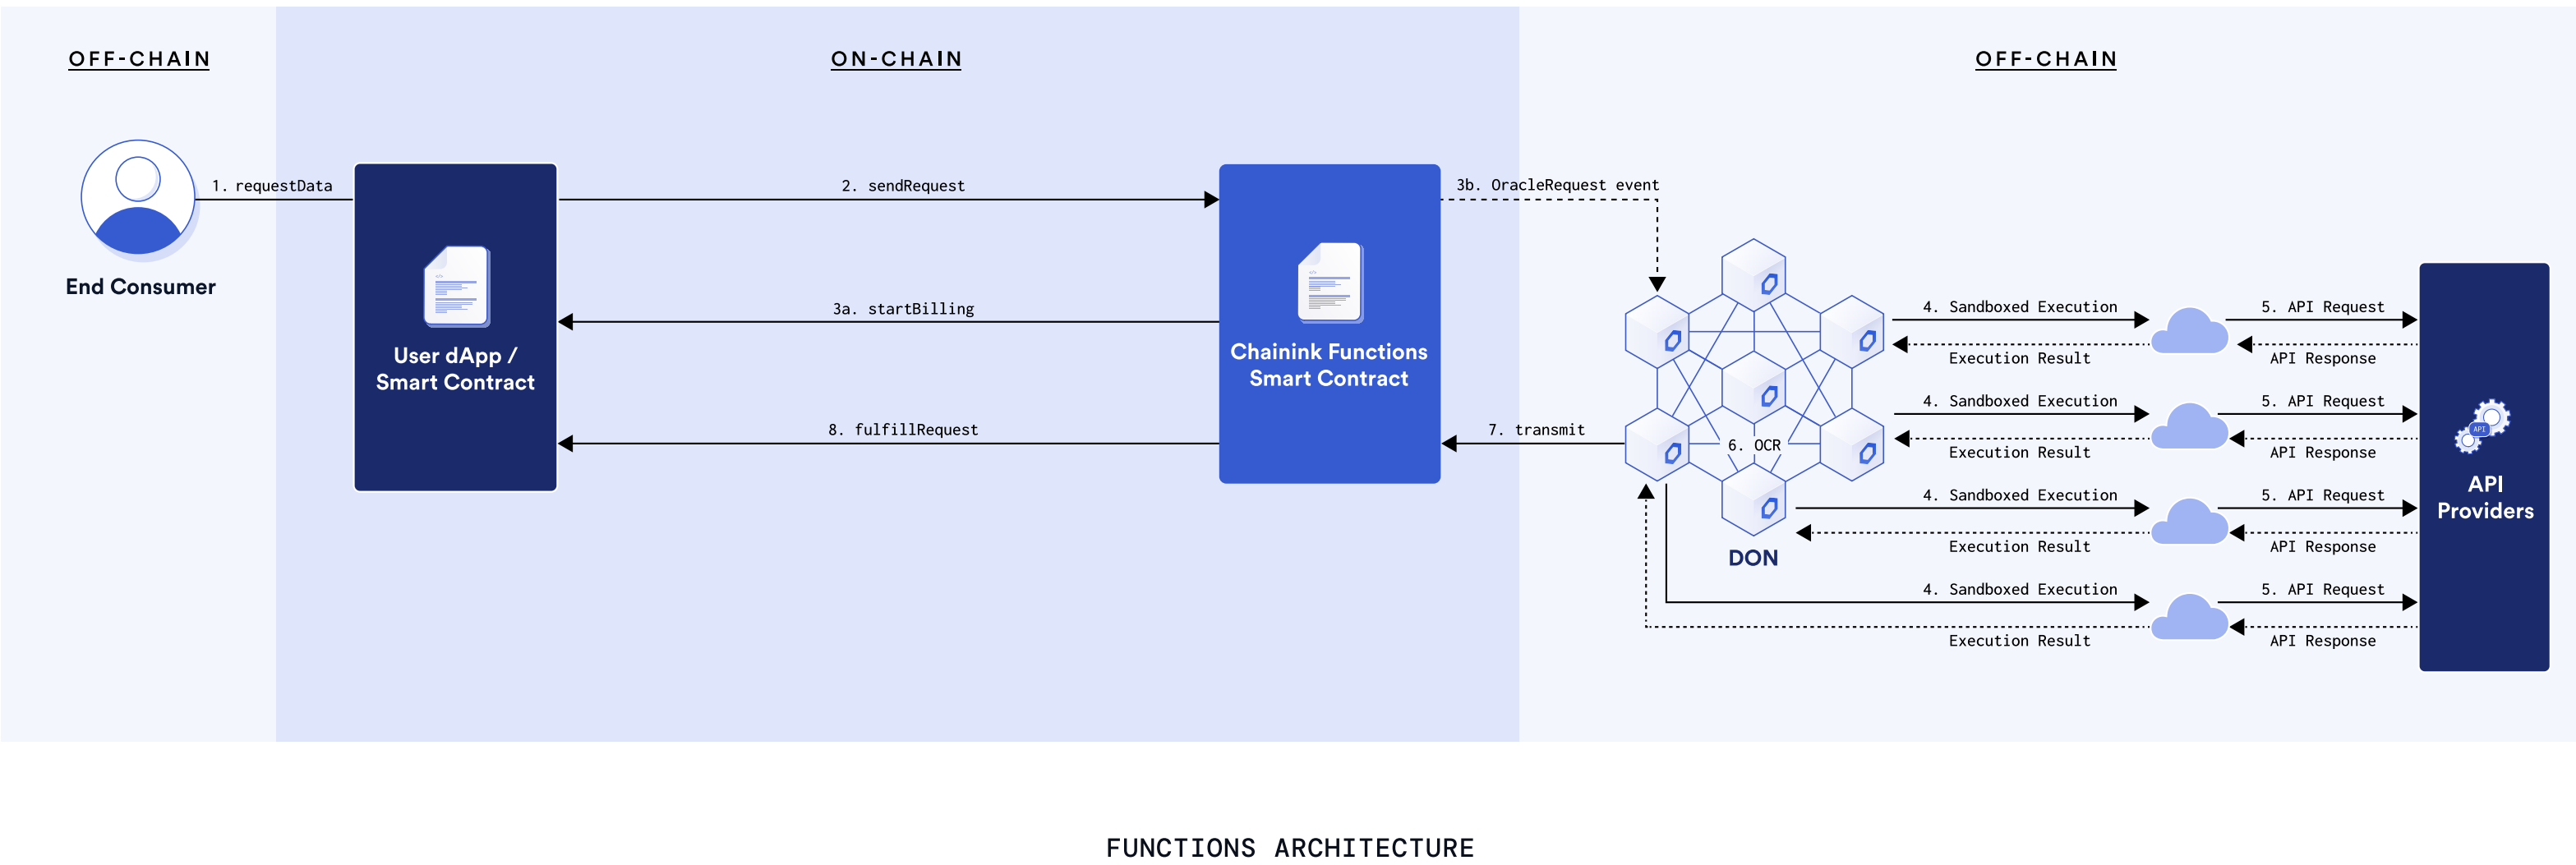 OFF-CHAIN
ON-CHAIN
OFF-CHAIN
1. requestData
2. sendRequest
3b. OracleRequest event
End Consumer
3a. startBilling
User dApp /
Smart Contract
Chainink Functions
Smart Contract
8. fulfillRequest
7. transmit
6. OCR
DON
4. Sandboxed Execution
5. API Request
Execution Result
API Response
4. Sandboxed Execution
5. API Request
Execution Result
API Response
4. Sandboxed Execution
5. API Request
Execution Result
API Response
4. Sandboxed Execution
5. API Request
Execution Result
API Response
API
API
Providers
FUNCTIONS ARCHITECTURE